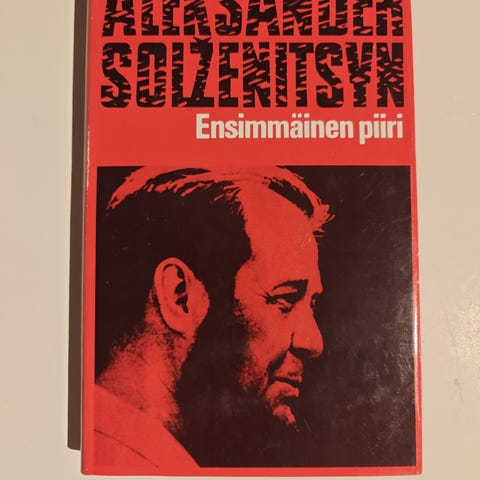 ALEKSANDER
SOLZENITSYN
Ensimmäinen piiri